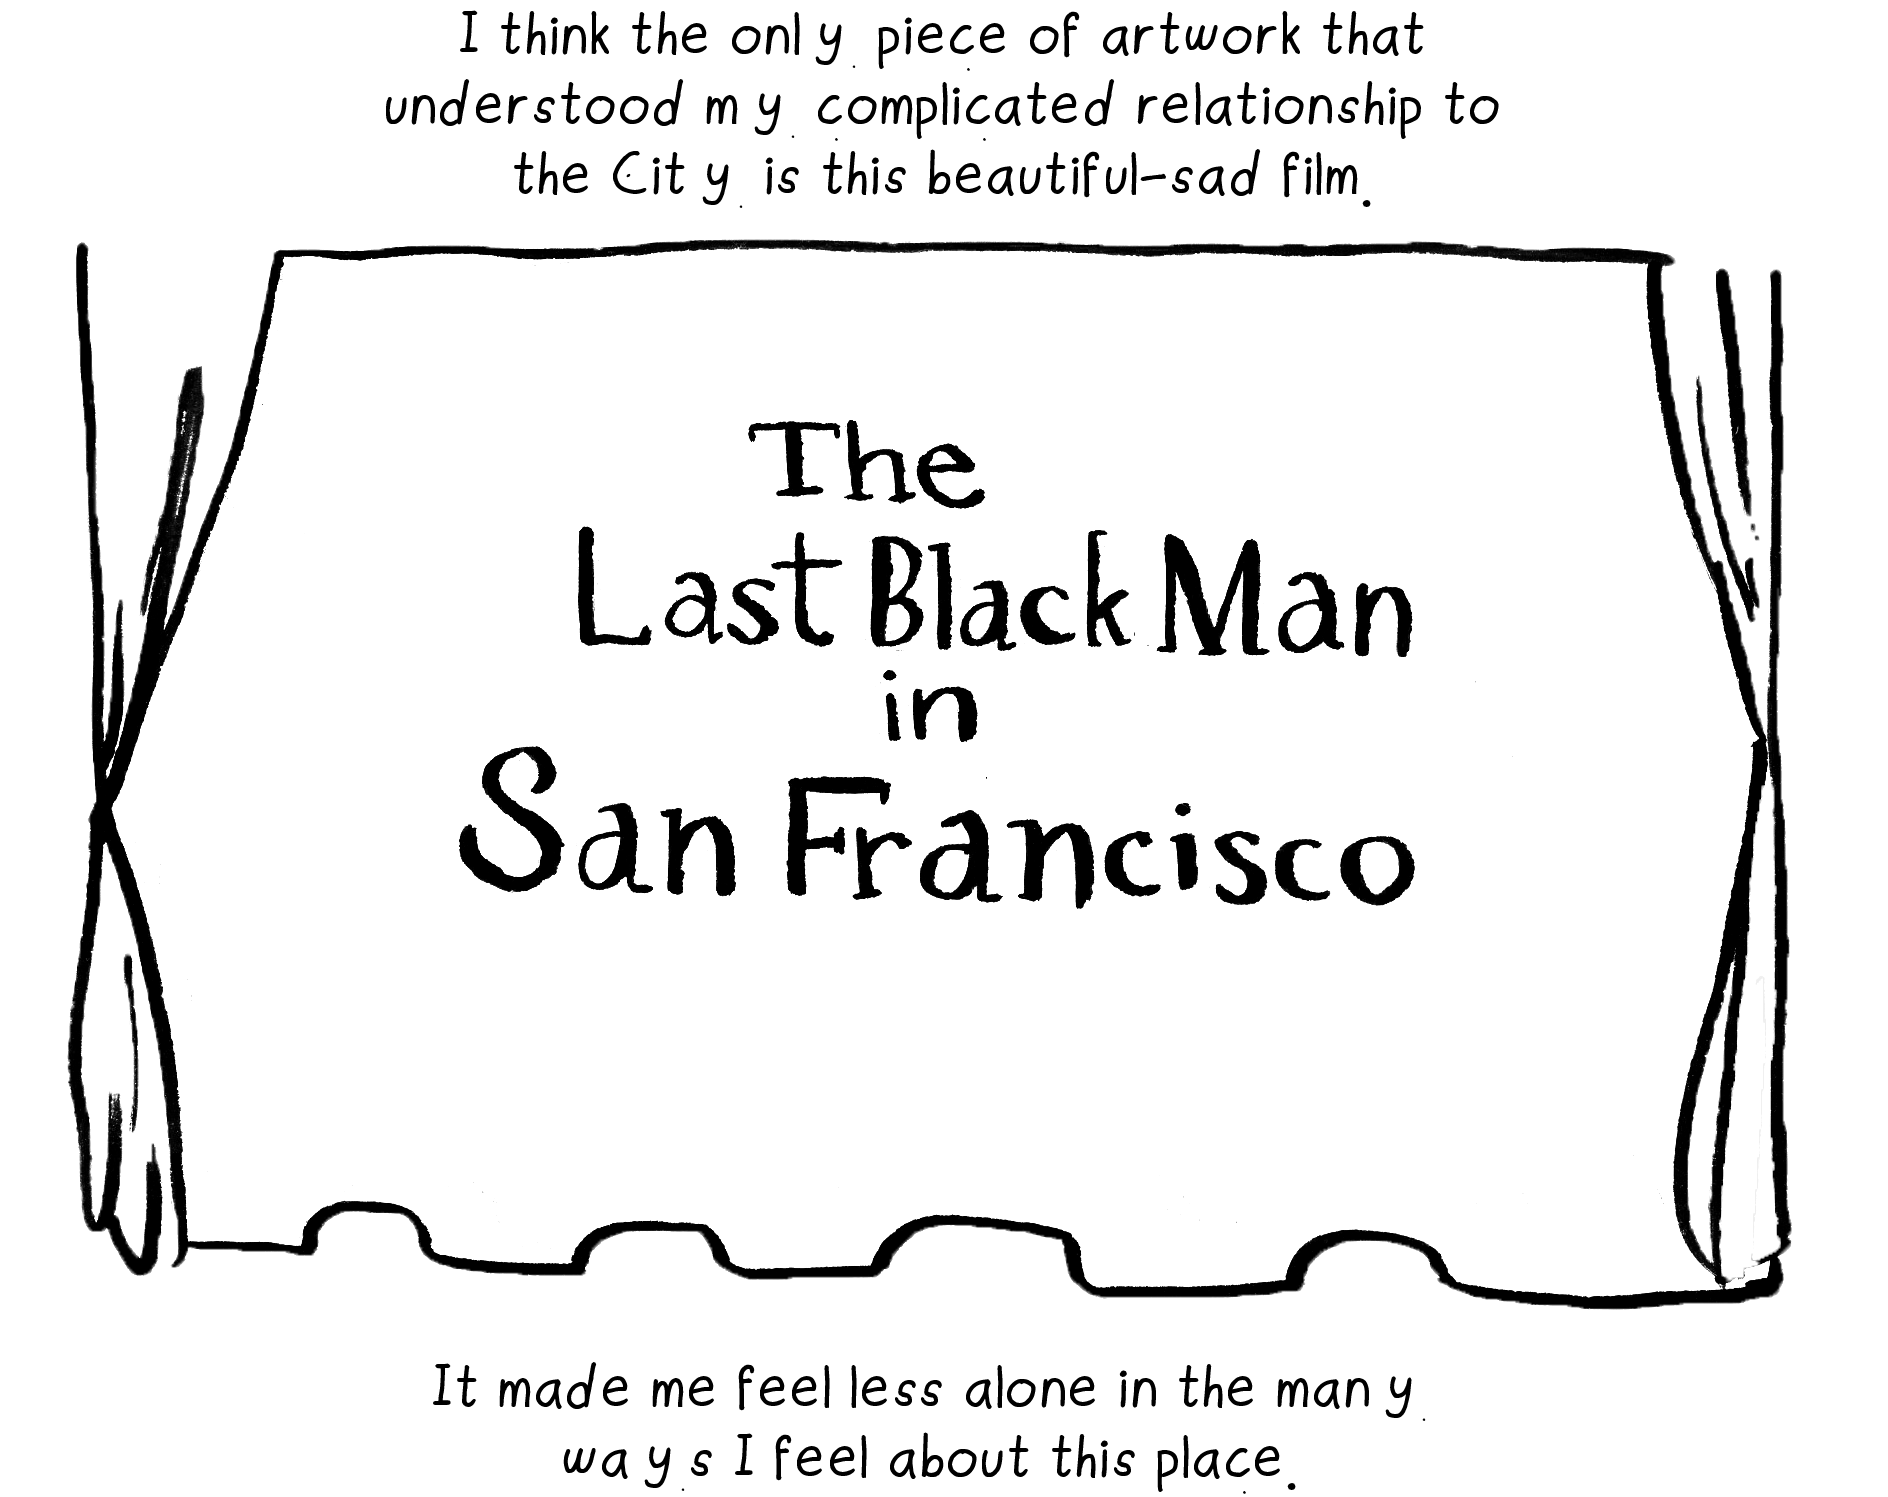 I think the only piece of artwork that
understood my complicated relationship to
the City is this beautiful-sad film.
The
Last Black Man
in
San Francisco
It made me feel less alone in the many
ways I feel about this place.